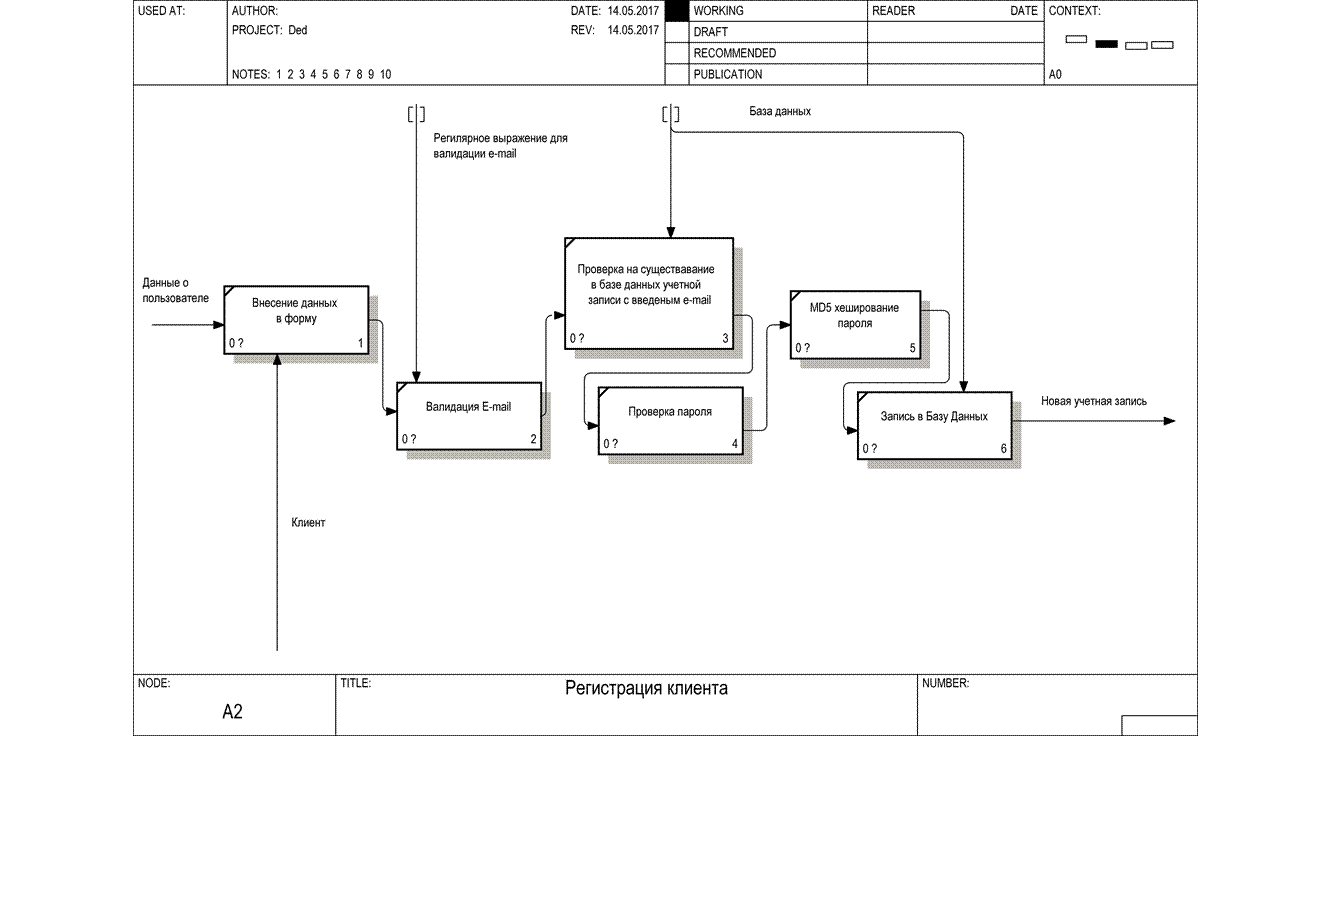 USED AT:
AUTHOR:
DATE: 14.05.2017
PROJECT: Ded
REV: 14.05.2017
NOTES: 1 2 3 4 5 6 7 8 9 10
WORKING
DRAFT
RECOMMENDED
PUBLICATION
READER DATE
CONTEXT:
A0
База данных
Регилярное выражение для
валидации e-mail
Данные о
пользователе
Внесение данных
в форму
0 ? 1
Валидация E-mail
0 ? 2
Проверка на существавание
в базе данных учетной
записи с введеным e-mail
0 ? 3
Проверка пароля
0 ? 4
MD5 хеширование
пароля
0 ? 5
Запись в Базу Данных
0 ? 6
Новая учетная запись
Клиент
NODE:
A2
TITLE:
Регистрация клиента
NUMBER: